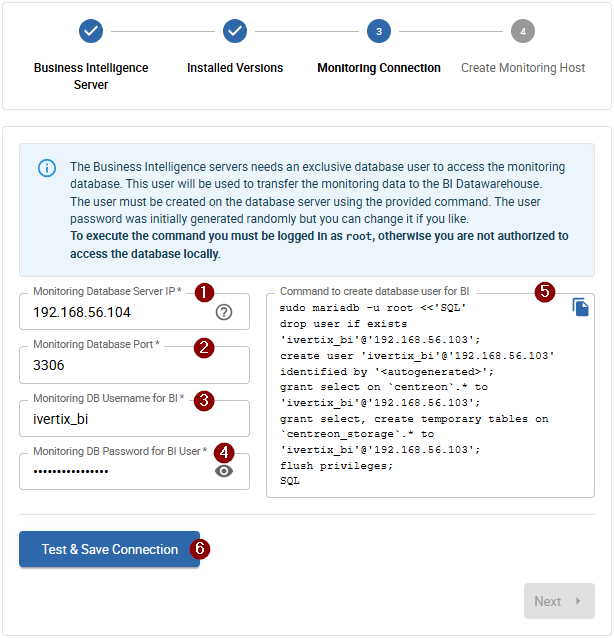 3
4
Business Intelligence
Server
Installed Versions
Monitoring Connection
Create Monitoring Host
The Business Intelligence servers needs an exclusive database user to access the monitoring
database. This user will be used to transfer the monitoring data to the BI Datawarehouse.
The user must be created on the database server using the provided command. The user
password was initially generated randomly but you can change it if you like.
To execute the command you must be logged in as root, otherwise you are not authorized to
access the database locally.
Monitoring Database Server IP *
1
192.168.56.104
Monitoring Database Port *
2
3306
Monitoring DB Username for BI *
3
ivertix_bi
Monitoring DB Password for BI User *
4
••••••••••••••••
Command to create database user for BI
5
sudo mariadb -u root <<'SQL'
drop user if exists
'ivertix_bi'@'192.168.56.103';
create user 'ivertix_bi'@'192.168.56.103'
identified by '<autogenerated>';
grant select on `centreon`.* to
'ivertix_bi'@'192.168.56.103';
grant select, create temporary tables on
`centreon_storage`.* to
'ivertix_bi'@'192.168.56.103';
flush privileges;
SQL
Test & Save Connection
6
Next